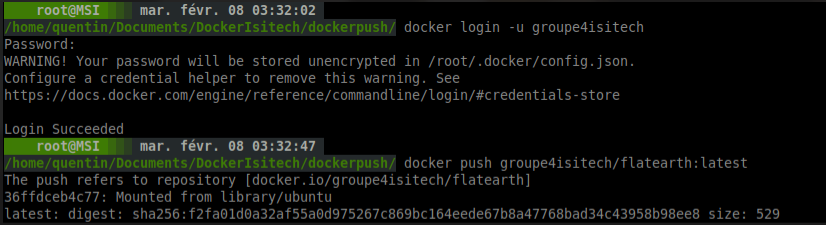 root@MSI mar. févr. 08 03:32:02
/home/quentin/Documents/DockerIsitech/dockerpush/ docker login -u groupe4isitech
Password:
WARNING! Your password will be stored unencrypted in /root/.docker/config.json.
Configure a credential helper to remove this warning. See
https://docs.docker.com/engine/reference/commandline/login/#credentials-store

Login Succeeded
root@MSI mar. févr. 08 03:32:47
/home/quentin/Documents/DockerIsitech/dockerpush/ docker push groupe4isitech/flatearth:latest
The push refers to repository [docker.io/groupe4isitech/flatearth]
36ffdceb4c77: Mounted from library/ubuntu
latest: digest: sha256:f2fa01d0a32af55a0d975267c869bc164eede67b8a47768bad34c43958b98ee8 size: 529